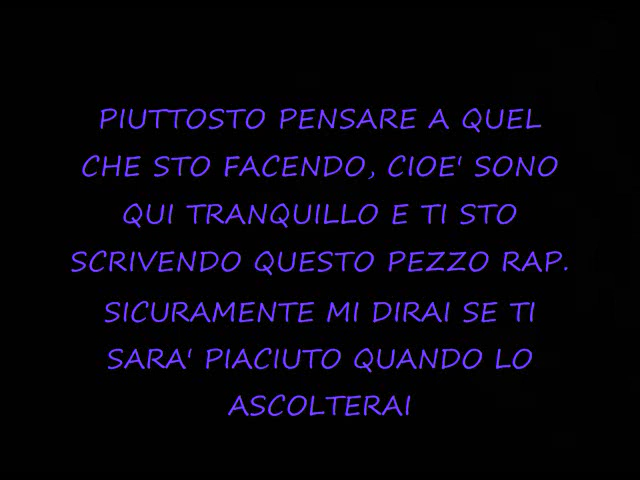 PIUTTOSTO PENSARE A QUEL
CHE STO FACENDO, CIOE' SONO
QUI TRANQUILLO E TI STO
SCRIVENDO QUESTO PEZZO RAP.
SICURAMENTE MI DIRAI SE TI
SARA' PIACIUTO QUANDO LO
ASCOLTERAI